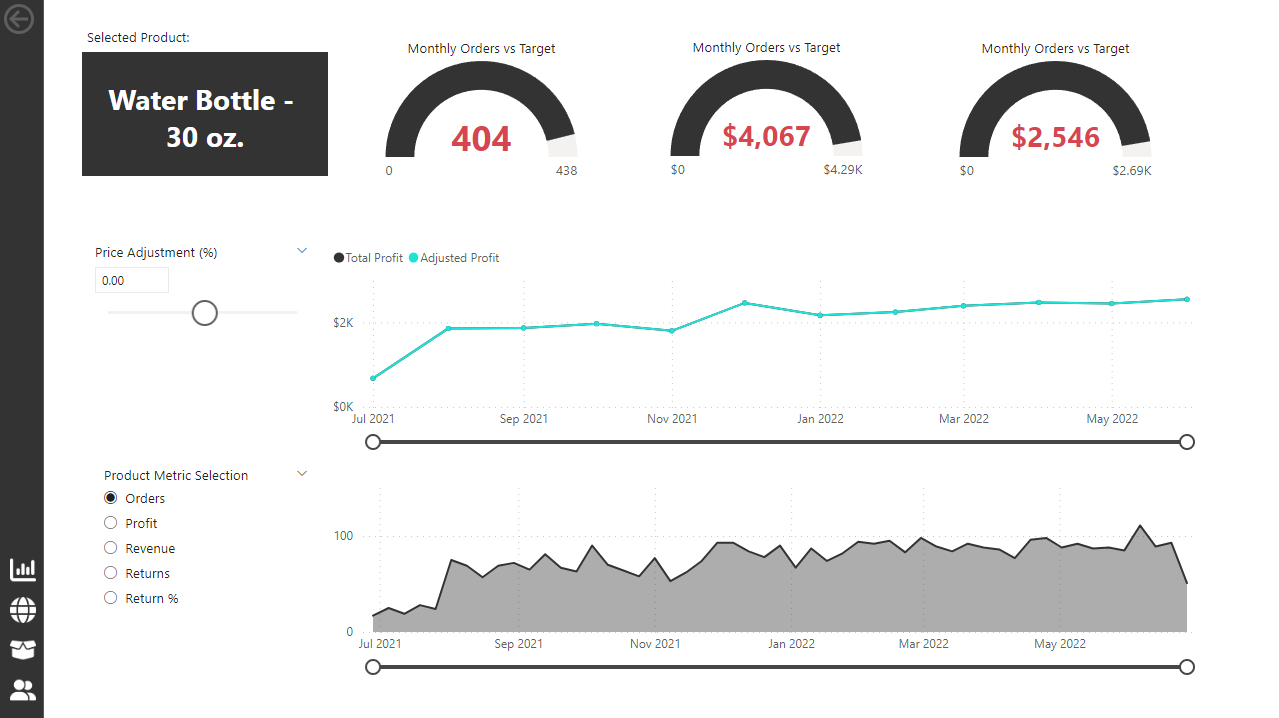 Selected Product:
Water Bottle -
30 oz.
Monthly Orders vs Target
404
0
438
Monthly Orders vs Target
$4,067
$0
$4.29K
Monthly Orders vs Target
$2,546
$0
$2.69K
Price Adjustment (%)
0.00
Total Profit
Adjusted Profit
$2K
$0K
Jul 2021
Sep 2021
Nov 2021
Jan 2022
Mar 2022
May 2022
Product Metric Selection
Orders
Profit
Revenue
Returns
Return %
100
0
Jul 2021
Sep 2021
Nov 2021
Jan 2022
Mar 2022
May 2022